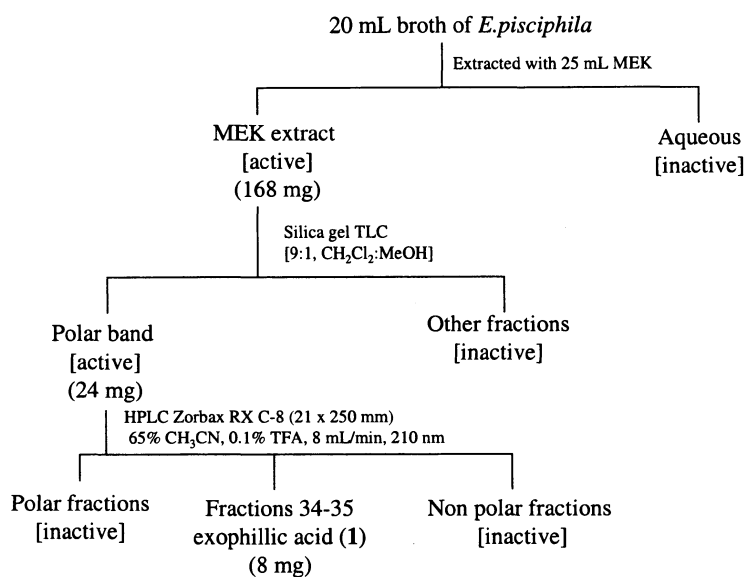 20 mL broth of E.pisciphila
Extracted with 25 mL MEK
MEK extract
[active]
(168 mg)
Aqueous
[inactive]
Silica gel TLC
[9:1, CH₂Cl₂:MeOH]
Polar band
[active]
(24 mg)
Other fractions
[inactive]
HPLC Zorbax RX C-8 (21 x 250 mm)
65% CH₃CN, 0.1% TFA, 8 mL/min, 210 nm
Polar fractions
[inactive]
Fractions 34-35
exophillic acid (1)
(8 mg)
Non polar fractions
[inactive]